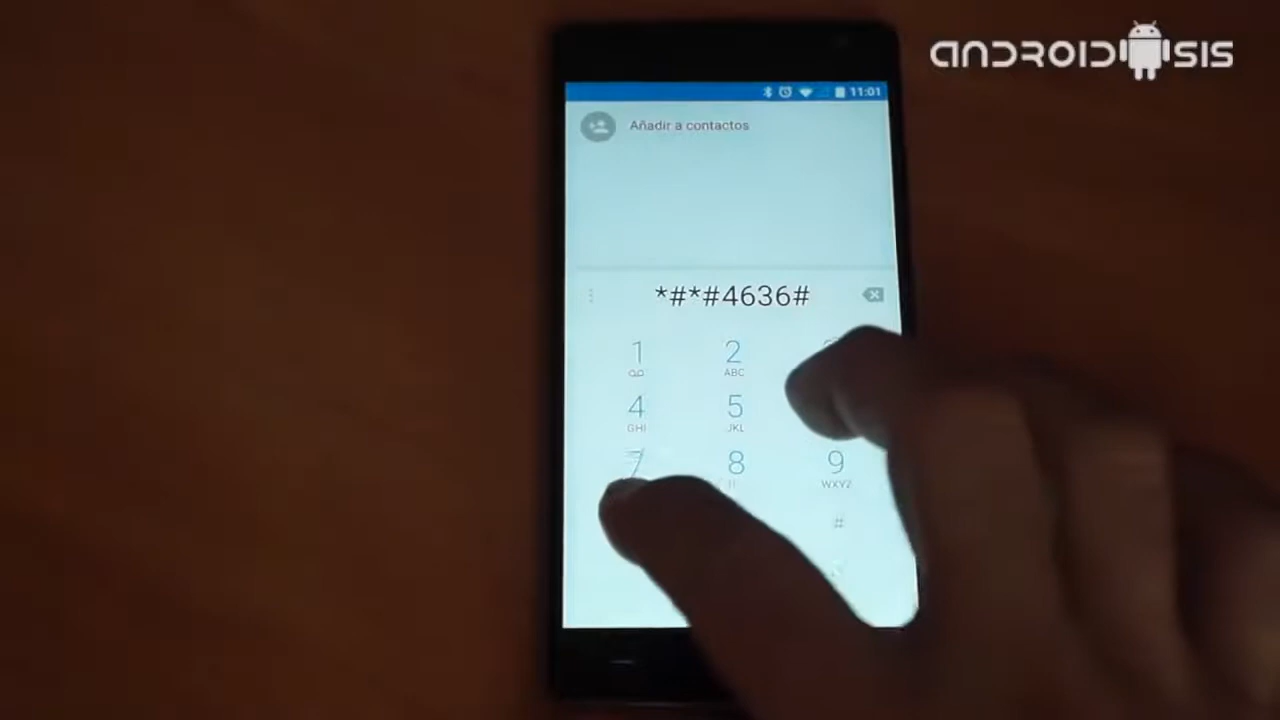 ANDROIDSIS
11:01
Añadir a contactos
*#*#4636#
1 2
ABC
4 5
GHI JKL
7 8 9
WXYZ
#